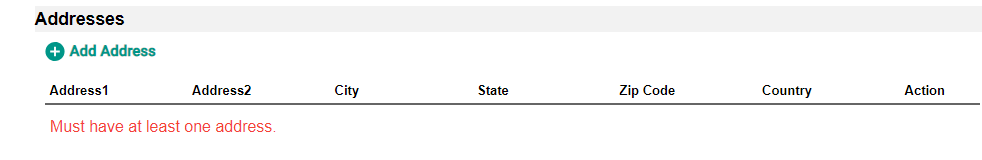 Addresses
Add Address
Address1 Address2 City State Zip Code Country Action
Must have at least one address.